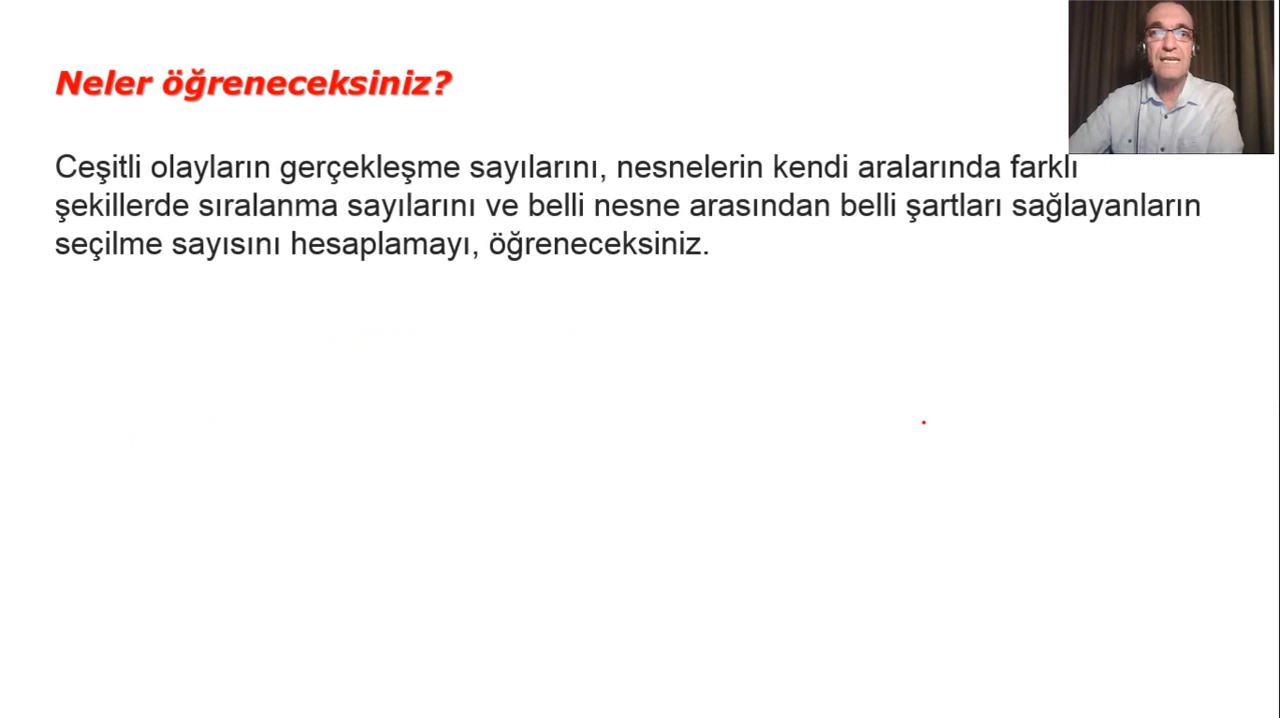 Neler öğreneceksiniz?
Ceşitli olayların gerçekleşme sayılarını, nesnelerin kendi aralarında farklı
şekillerde sıralanma sayılarını ve belli nesne arasından belli şartları sağlayanların
seçilme sayısını hesaplamayı, öğreneceksiniz.